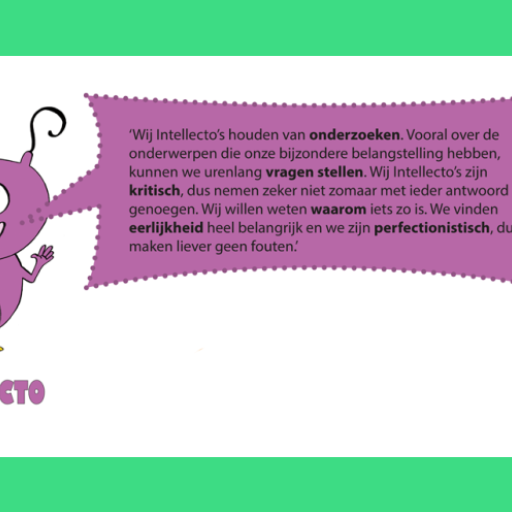 ‘Wij Intellecto’s houden van onderzoeken. Vooral over de
onderwerpen die onze bijzondere belangstelling hebben,
kunnen we urenlang vragen stellen. Wij Intellecto’s zijn
kritisch, dus nemen zeker niet zomaar met ieder antwoord
genoegen. Wij willen weten waarom iets zo is. We vinden
eerlijkheid heel belangrijk en we zijn perfectionistisch, du
maken liever geen fouten.’
CTO